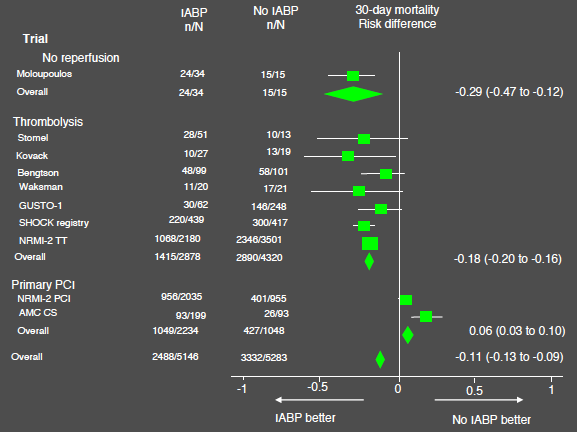 IABP No IABP 30-day mortality
n/N n/N Risk difference
Trial
No reperfusion
Moloupoulos 24/34 15/15
Overall 24/34 15/15 -0.29 (-0.47 to -0.12)
Thrombolysis
Stomel 28/51 10/13
Kovack 10/27 13/19
Bengtson 48/99 58/101
Waksman 11/20 17/21
GUSTO-1 30/62 146/248
SHOCK registry 220/439 300/417
NRMI-2 TT 1068/2180 2346/3501
Overall 1415/2878 2890/4320 -0.18 (-0.20 to -0.16)
Primary PCI
NRMI-2 PCI 956/2035 401/955
AMC CS 93/199 26/93
Overall 1049/2234 427/1048 0.06 (0.03 to 0.10)
Overall 2488/5146 3332/5283 -0.11 (-0.13 to -0.09)
-1 -0.5 0 0.5 1
IABP better No IABP better